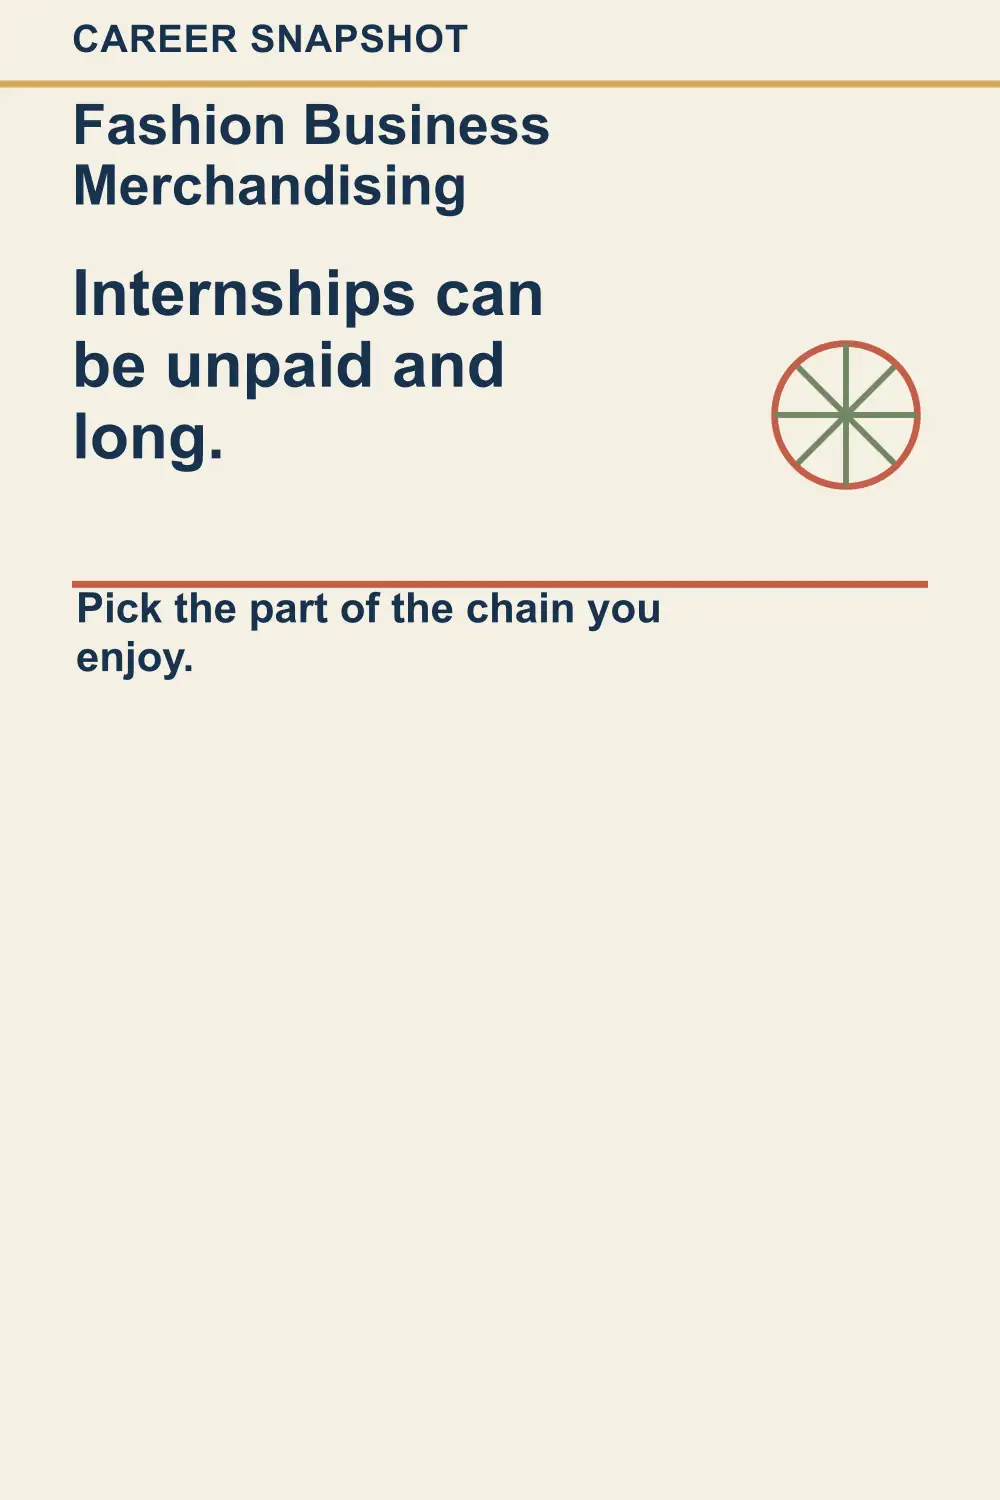 CAREER SNAPSHOT
Fashion Business
Merchandising
Internships can
be unpaid and
long.
Pick the part of the chain you
enjoy.